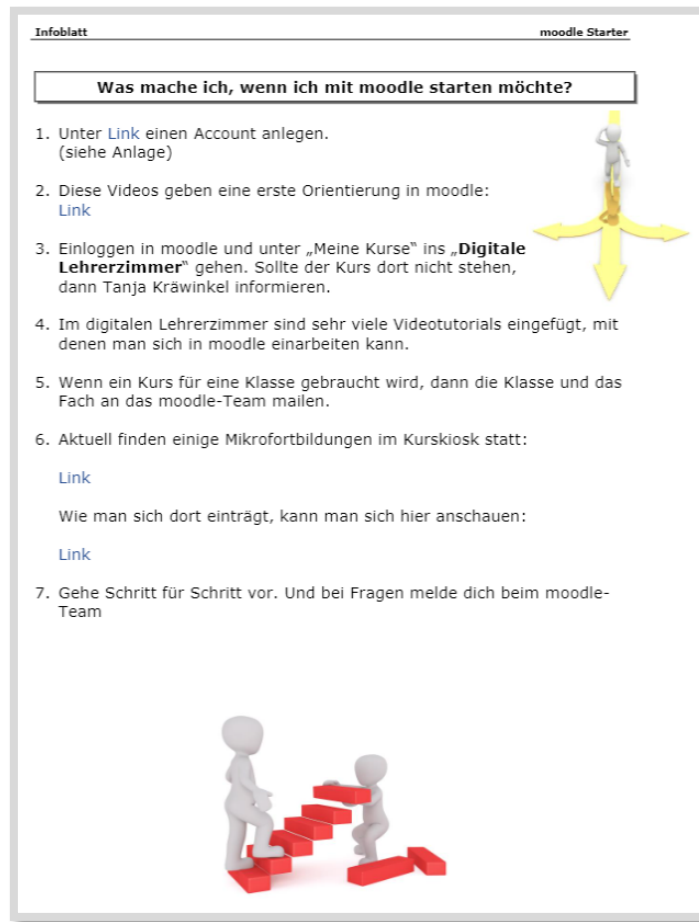 Infoblatt moodle Starter
Was mache ich, wenn ich mit moodle starten möchte?
1. Unter Link einen Account anlegen.
(siehe Anlage)
2. Diese Videos geben eine erste Orientierung in moodle:
Link
3. Einloggen in moodle und unter „Meine Kurse" ins „Digitale
Lehrerzimmer" gehen. Sollte der Kurs dort nicht stehen,
dann Tanja Kräwinkel informieren.
4. Im digitalen Lehrerzimmer sind sehr viele Videotutorials eingefügt, mit
denen man sich in moodle einarbeiten kann.
5. Wenn ein Kurs für eine Klasse gebraucht wird, dann die Klasse und das
Fach an das moodle-Team mailen.
6. Aktuell finden einige Mikrofortbildungen im Kurskiosk statt:
Link
Wie man sich dort einträgt, kann man sich hier anschauen:
Link
7. Gehe Schritt für Schritt vor. Und bei Fragen melde dich beim moodle-
Team